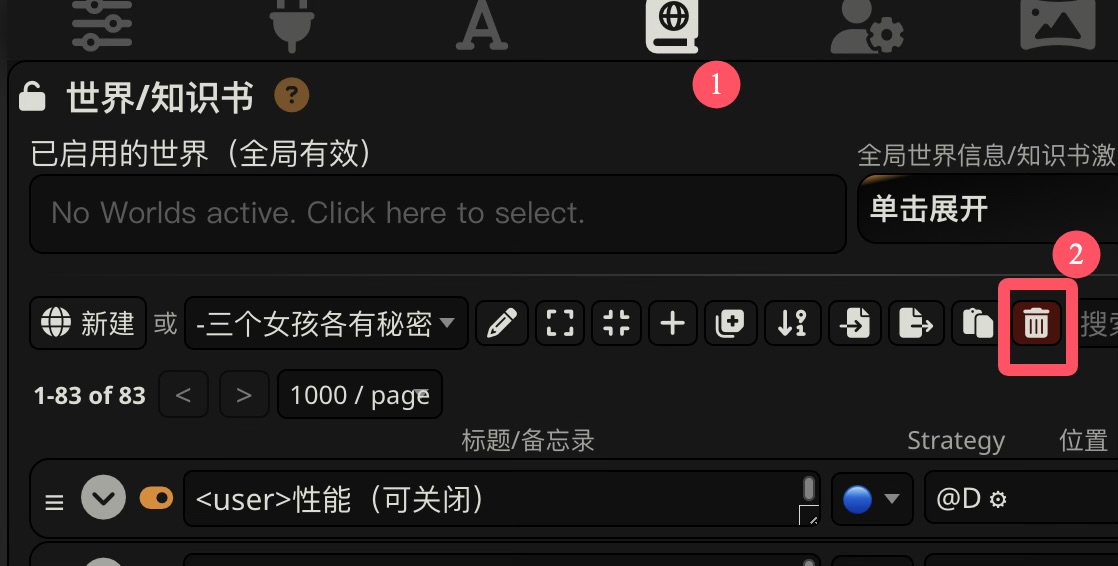 1
世界/知识书 ?
已启用的世界（全局有效）
全局世界信息/知识书激
No Worlds active. Click here to select.
单击展开
2
新建 或 -三个女孩各有秘密 搜索
1-83 of 83 < > 1000 / page
标题/备忘录 Strategy 位置
<user>性能（可关闭） @D ⚙